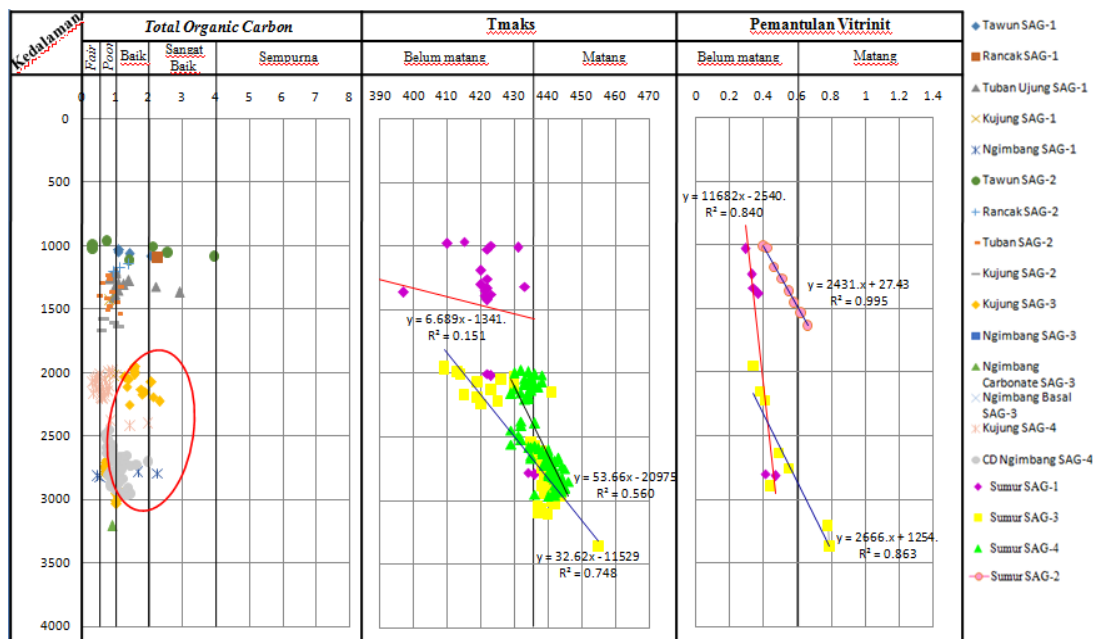 Kedalaman
Total Organic Carbon
Tmaks
Pemantulan Vitrinit
Fair
Poor
Baik
Sangat Baik
Sempurna
Belum matang
Matang
Belum matang
Matang
0 1 2 3 4 5 6 7 8
390 400 410 420 430 440 450 460 470
0 0.2 0.4 0.6 0.8 1 1.2 1.4
0
500
1000
1500
2000
2500
3000
3500
4000
y = 6.689x - 1341.
R² = 0.151
y = 53.66x - 20975
R² = 0.560
y = 32.62x - 11529
R² = 0.748
y = 11682x - 2540.
R² = 0.840
y = 2431.x + 27.43
R² = 0.995
y = 2666.x + 1254.
R² = 0.863
Tawun SAG-1
Rancak SAG-1
Tuban Ujung SAG-1
Kujung SAG-1
Ngimbang SAG-1
Tawun SAG-2
Rancak SAG-2
Tuban SAG-2
Kujung SAG-2
Kujung SAG-3
Ngimbang SAG-3
Ngimbang
Carbonate SAG-3
Ngimbang Basal
SAG-3
Kujung SAG-4
CD Ngimbang SAG-4
Sumur SAG-1
Sumur SAG-3
Sumur SAG-4
Sumur SAG-2